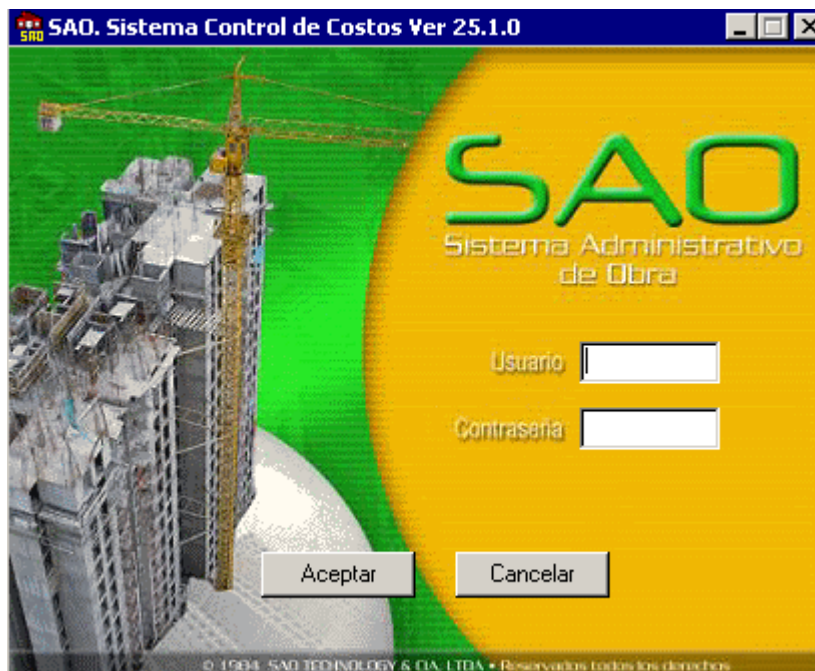 SAO
SAO. Sistema Control de Costos Ver 25.1.0
SAO
Sistema Administrativo
de Obra
Usuario
Contraseña
Aceptar
Cancelar
© 1984, SAO TECHNOLOGY & CIA. LTDA • Reservados todos los derechos